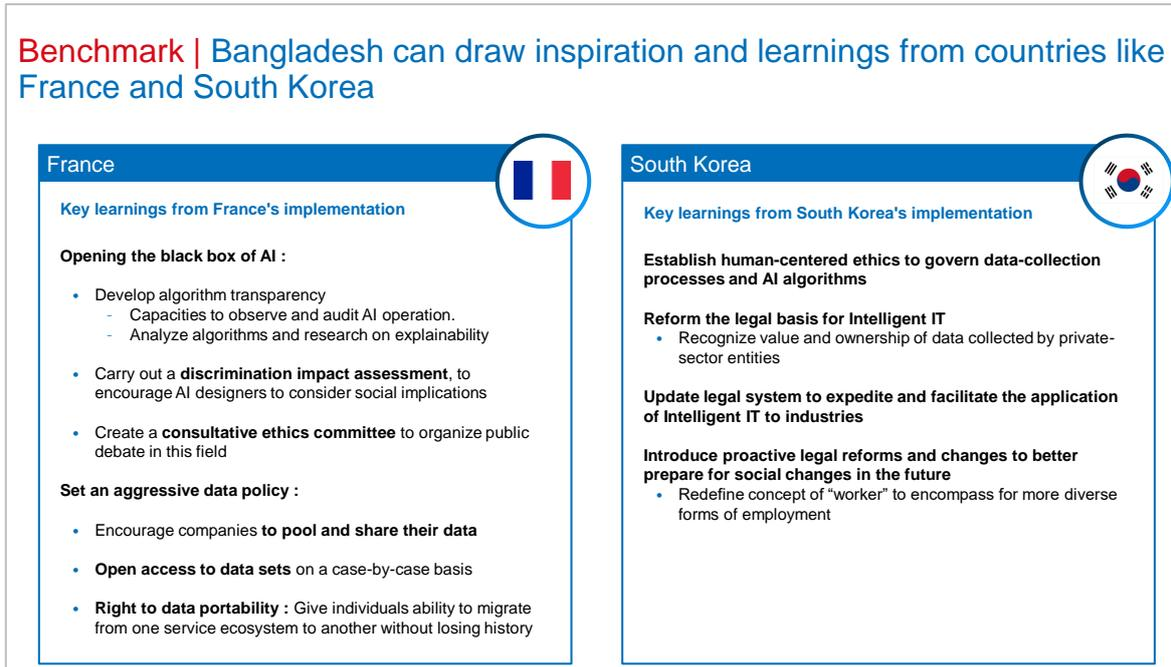 Benchmark | Bangladesh can draw inspiration and learnings from countries like
France and South Korea
France
Key learnings from France's implementation
Opening the black box of AI :
• Develop algorithm transparency
- Capacities to observe and audit AI operation.
- Analyze algorithms and research on explainability
• Carry out a discrimination impact assessment, to
encourage AI designers to consider social implications
• Create a consultative ethics committee to organize public
debate in this field
Set an aggressive data policy :
• Encourage companies to pool and share their data
• Open access to data sets on a case-by-case basis
• Right to data portability : Give individuals ability to migrate
from one service ecosystem to another without losing history
South Korea
Key learnings from South Korea's implementation
Establish human-centered ethics to govern data-collection
processes and AI algorithms
Reform the legal basis for Intelligent IT
• Recognize value and ownership of data collected by private-
sector entities
Update legal system to expedite and facilitate the application
of Intelligent IT to industries
Introduce proactive legal reforms and changes to better
prepare for social changes in the future
• Redefine concept of “worker” to encompass for more diverse
forms of employment